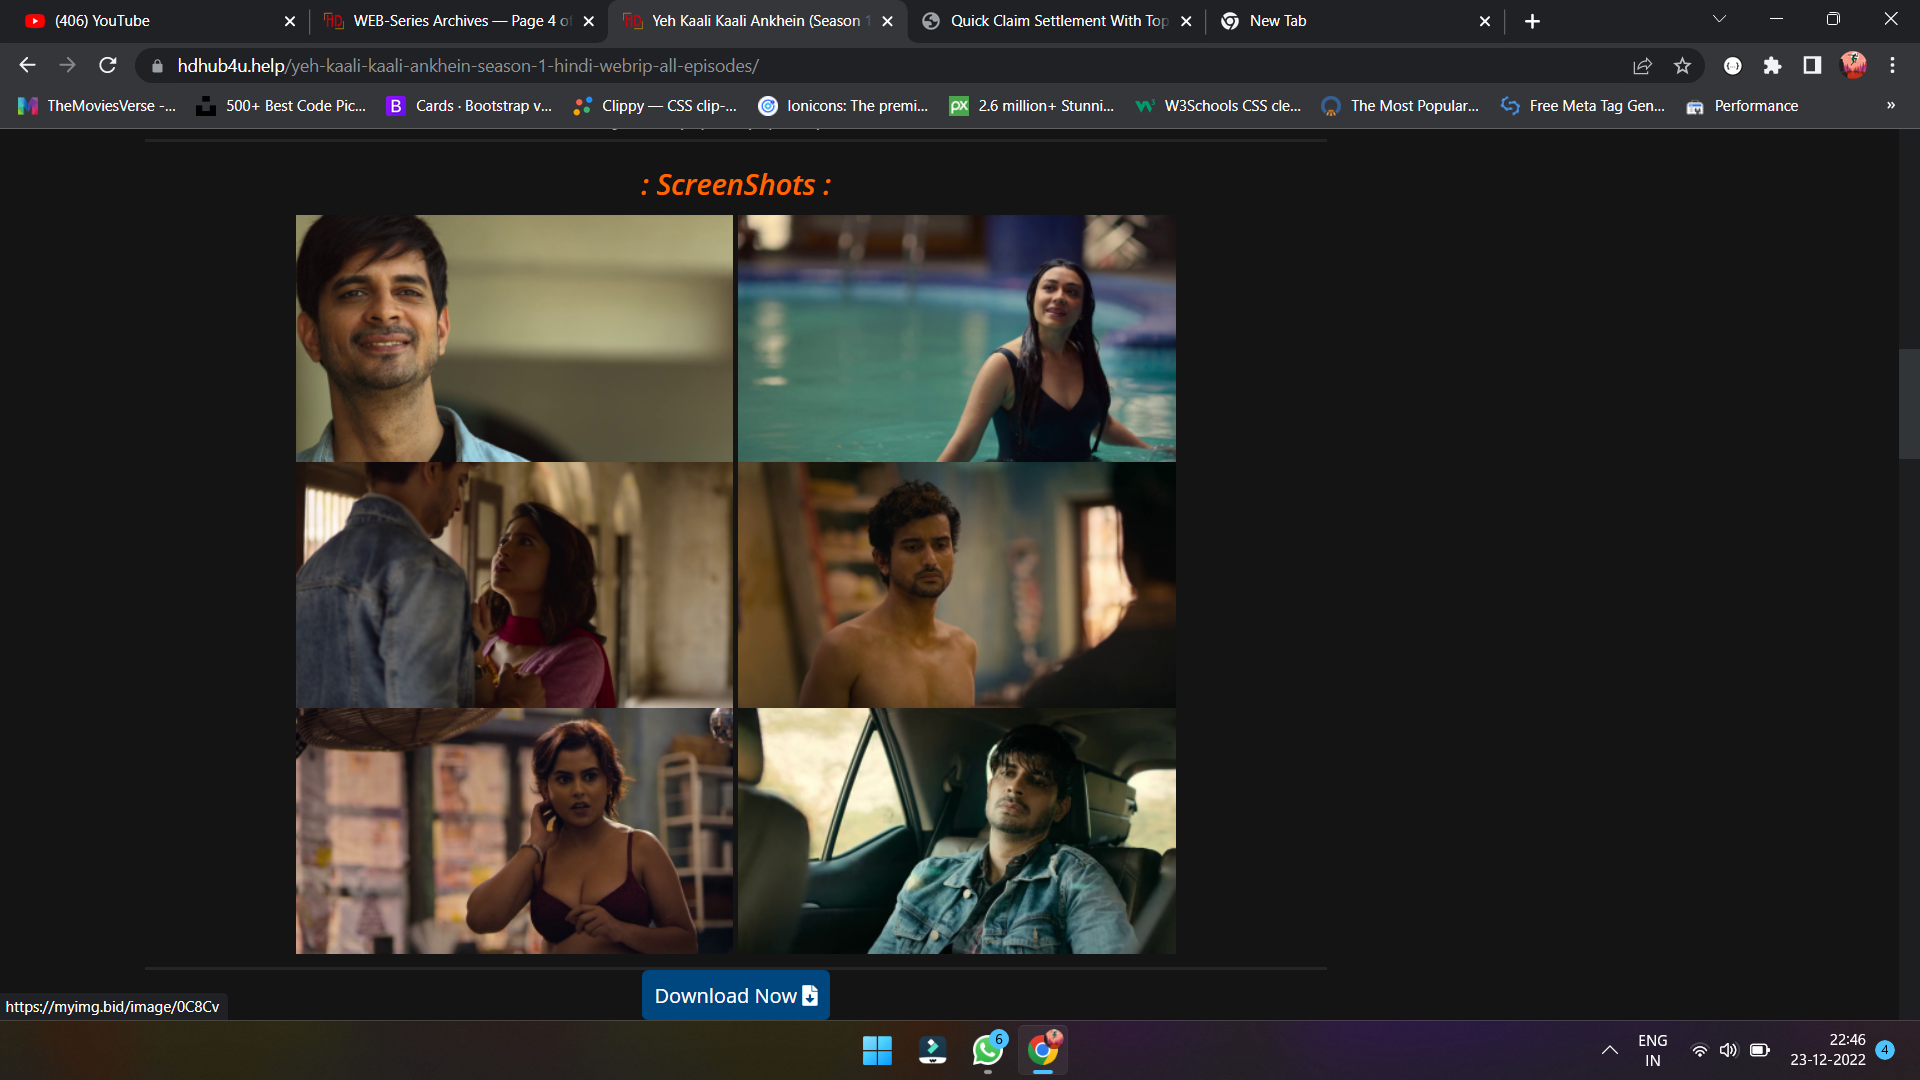 (406) YouTube
WEB-Series Archives — Page 4 of
Yeh Kaali Kaali Ankhein (Season 1
Quick Claim Settlement With Top
New Tab
hdhub4u.help/yeh-kaali-kaali-ankhein-season-1-hindi-webrip-all-episodes/
TheMoviesVerse -...
500+ Best Code Pic...
Cards · Bootstrap v...
Clippy — CSS clip-...
Ionicons: The premi...
2.6 million+ Stunni...
W3Schools CSS cle...
The Most Popular...
Free Meta Tag Gen...
Performance
»
: ScreenShots :
Download Now
https://myimg.bid/image/0C8Cv
6
ENG
IN
22:46
23-12-2022
4